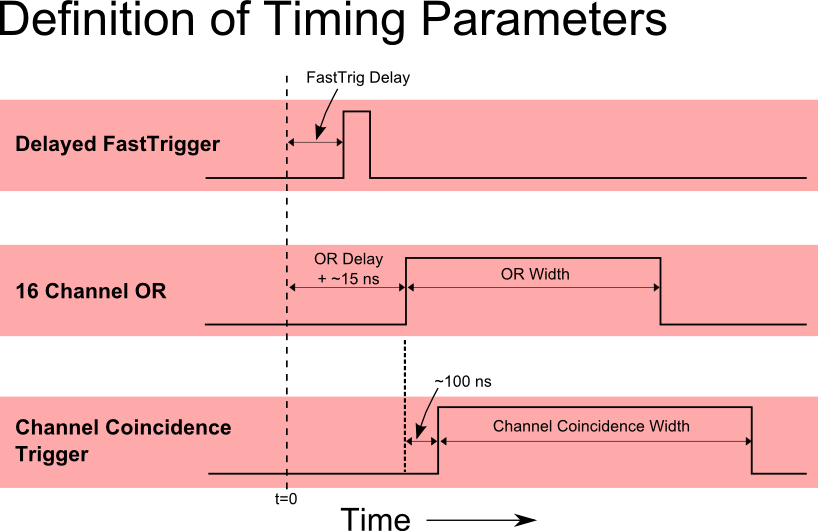 Definition of Timing Parameters
FastTrig Delay
Delayed FastTrigger
OR Delay
+ ~15 ns
OR Width
16 Channel OR
~100 ns
Channel Coincidence
Trigger
Channel Coincidence Width
t=0
Time